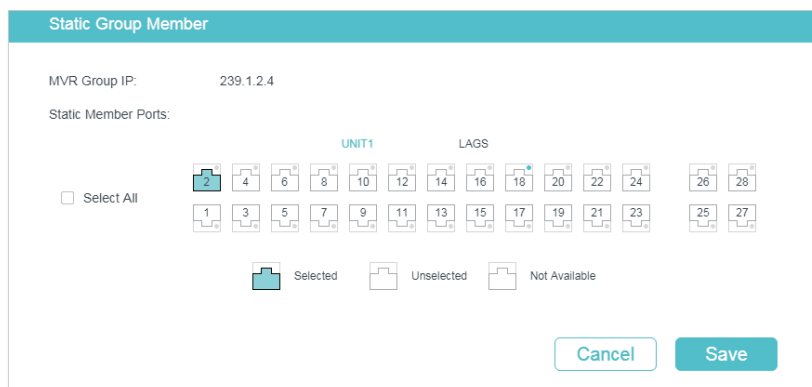 Static Group Member
MVR Group IP: 239.1.2.4
Static Member Ports:
UNIT1 LAGS
2 4 6 8 10 12 14 16 18 20 22 24 26 28
Select All
1 3 5 7 9 11 13 15 17 19 21 23 25 27
Selected Unselected Not Available
Cancel Save